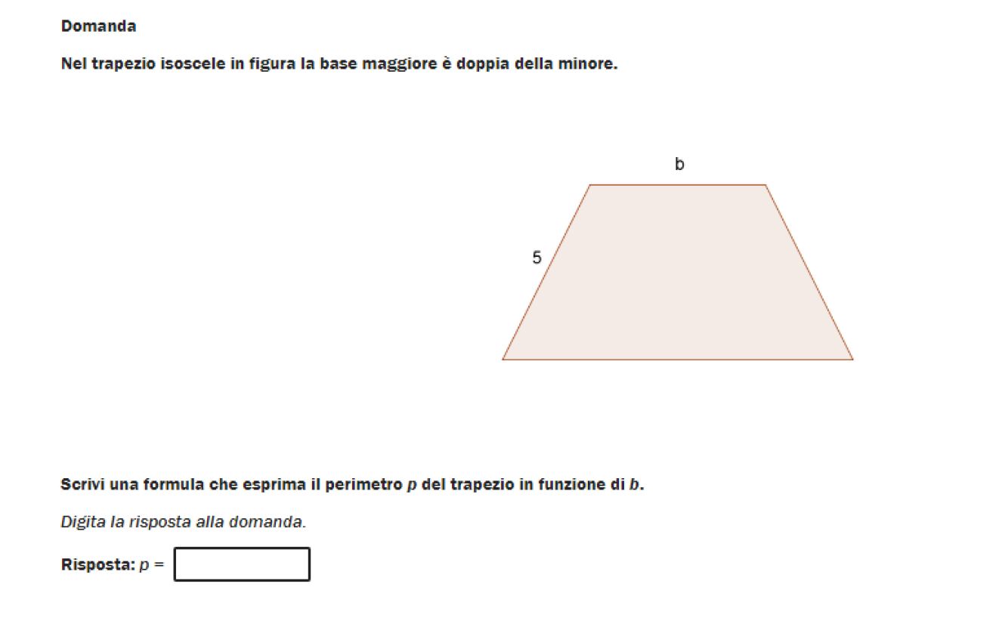 Domanda
Nel trapezio isoscele in figura la base maggiore è doppia della minore.
b
5
Scrivi una formula che esprima il perimetro p del trapezio in funzione di b.
Digita la risposta alla domanda.
Risposta: p =